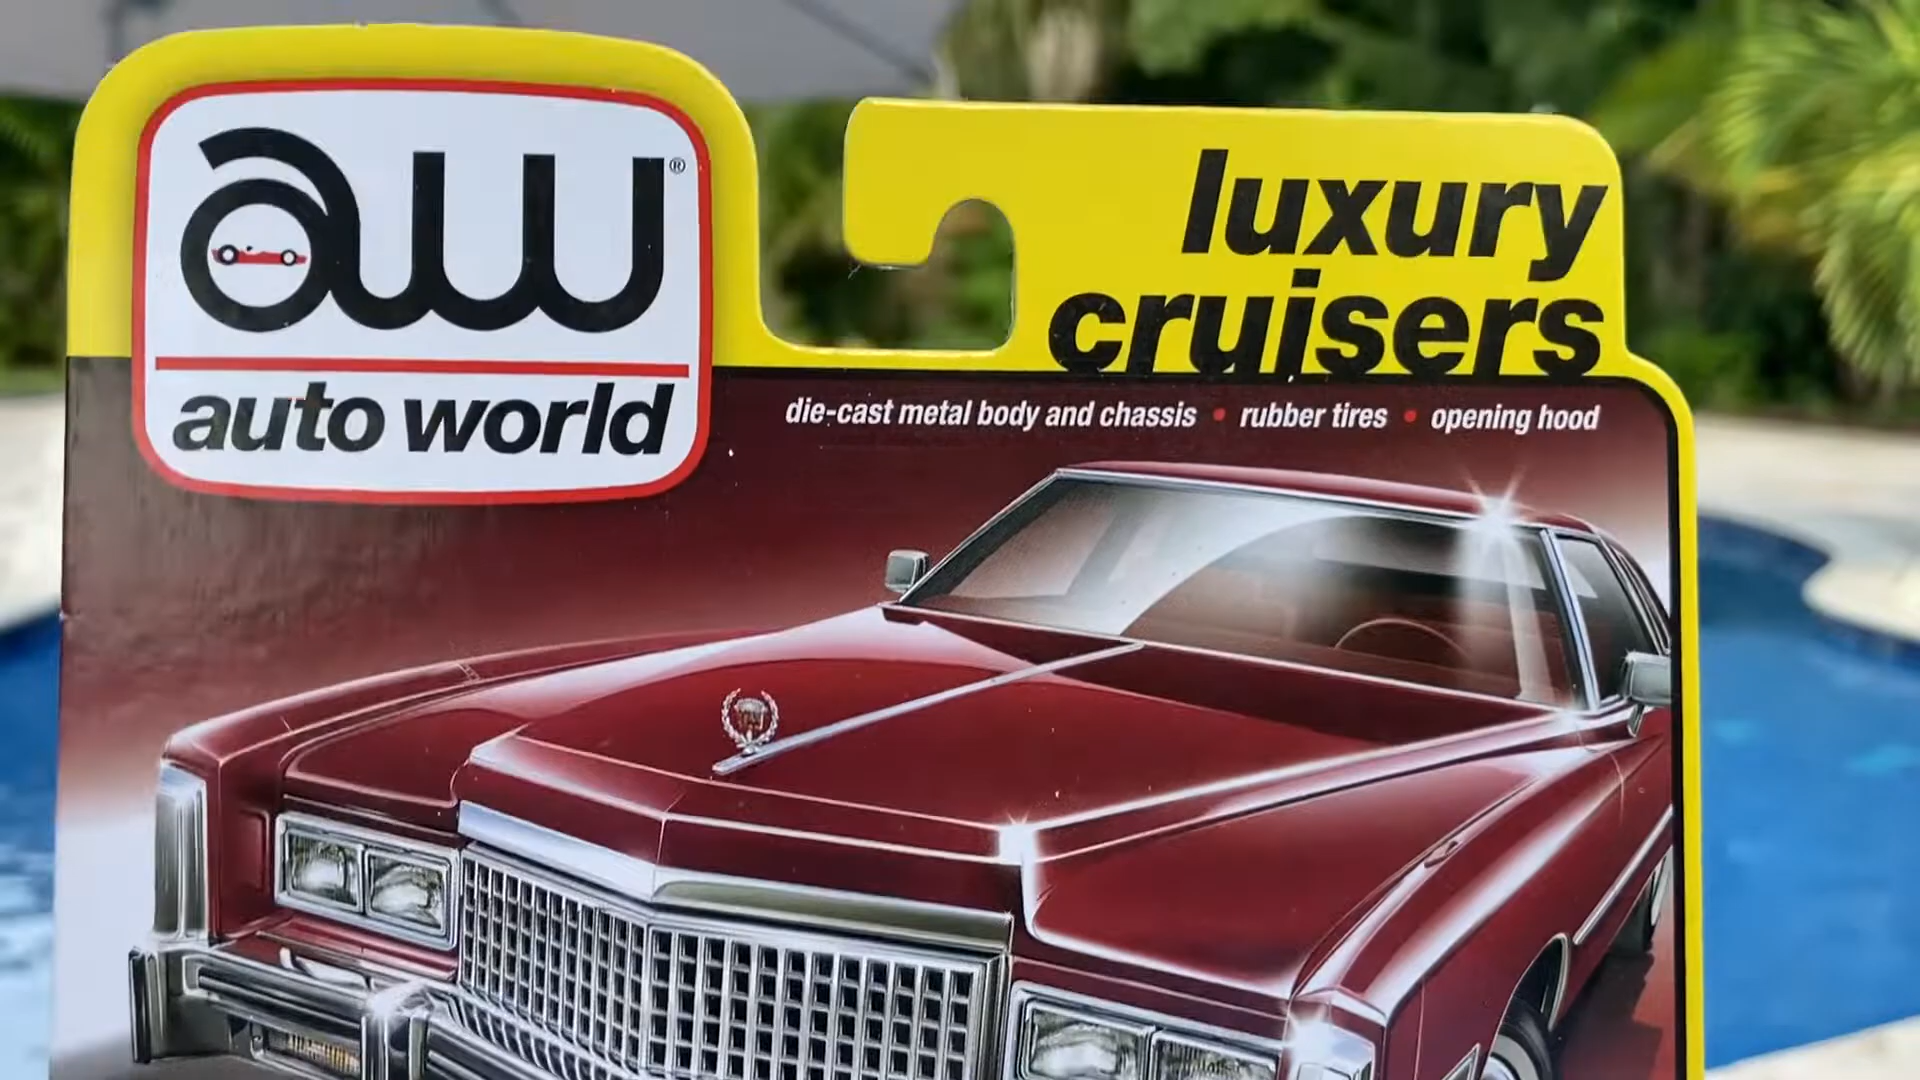 aw®
auto world
luxury
cruisers
die-cast metal body and chassis • rubber tires • opening hood